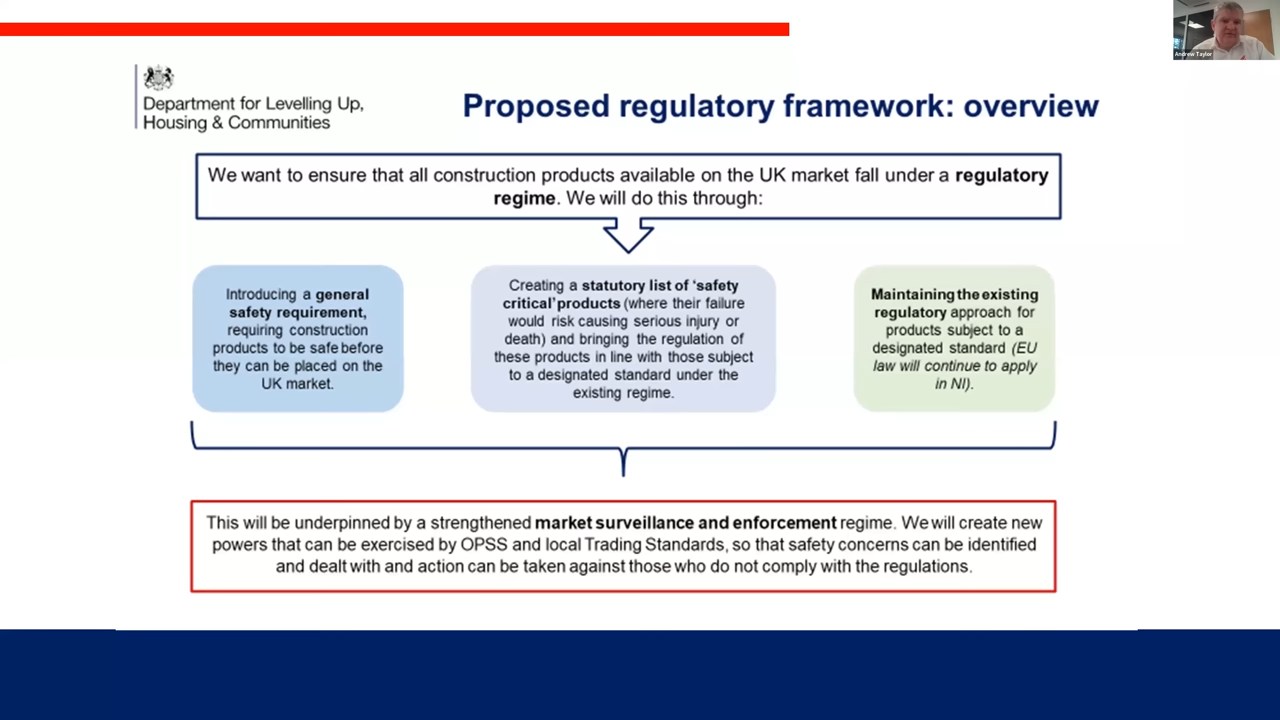 Andrew Taylor
Department for Levelling Up,
Housing & Communities
Proposed regulatory framework: overview
We want to ensure that all construction products available on the UK market fall under a regulatory
regime. We will do this through:
Introducing a general
safety requirement,
requiring construction
products to be safe before
they can be placed on the
UK market.
Creating a statutory list of ‘safety
critical’ products (where their failure
would risk causing serious injury or
death) and bringing the regulation of
these products in line with those subject
to a designated standard under the
existing regime.
Maintaining the existing
regulatory approach for
products subject to a
designated standard (EU
law will continue to apply
in NI).
This will be underpinned by a strengthened market surveillance and enforcement regime. We will create new
powers that can be exercised by OPSS and local Trading Standards, so that safety concerns can be identified
and dealt with and action can be taken against those who do not comply with the regulations.